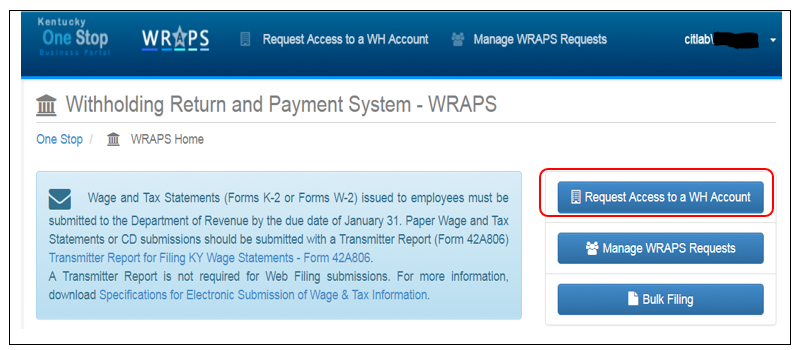 Kentucky
One Stop
Business Portal
WRAPS
Request Access to a WH Account
Manage WRAPS Requests
citlab\
Withholding Return and Payment System - WRAPS
One Stop / WRAPS Home
Wage and Tax Statements (Forms K-2 or Forms W-2) issued to employees must be
submitted to the Department of Revenue by the due date of January 31. Paper Wage and Tax
Statements or CD submissions should be submitted with a Transmitter Report (Form 42A806)
Transmitter Report for Filing KY Wage Statements - Form 42A806.
A Transmitter Report is not required for Web Filing submissions. For more information,
download Specifications for Electronic Submission of Wage & Tax Information.
Request Access to a WH Account
Manage WRAPS Requests
Bulk Filing